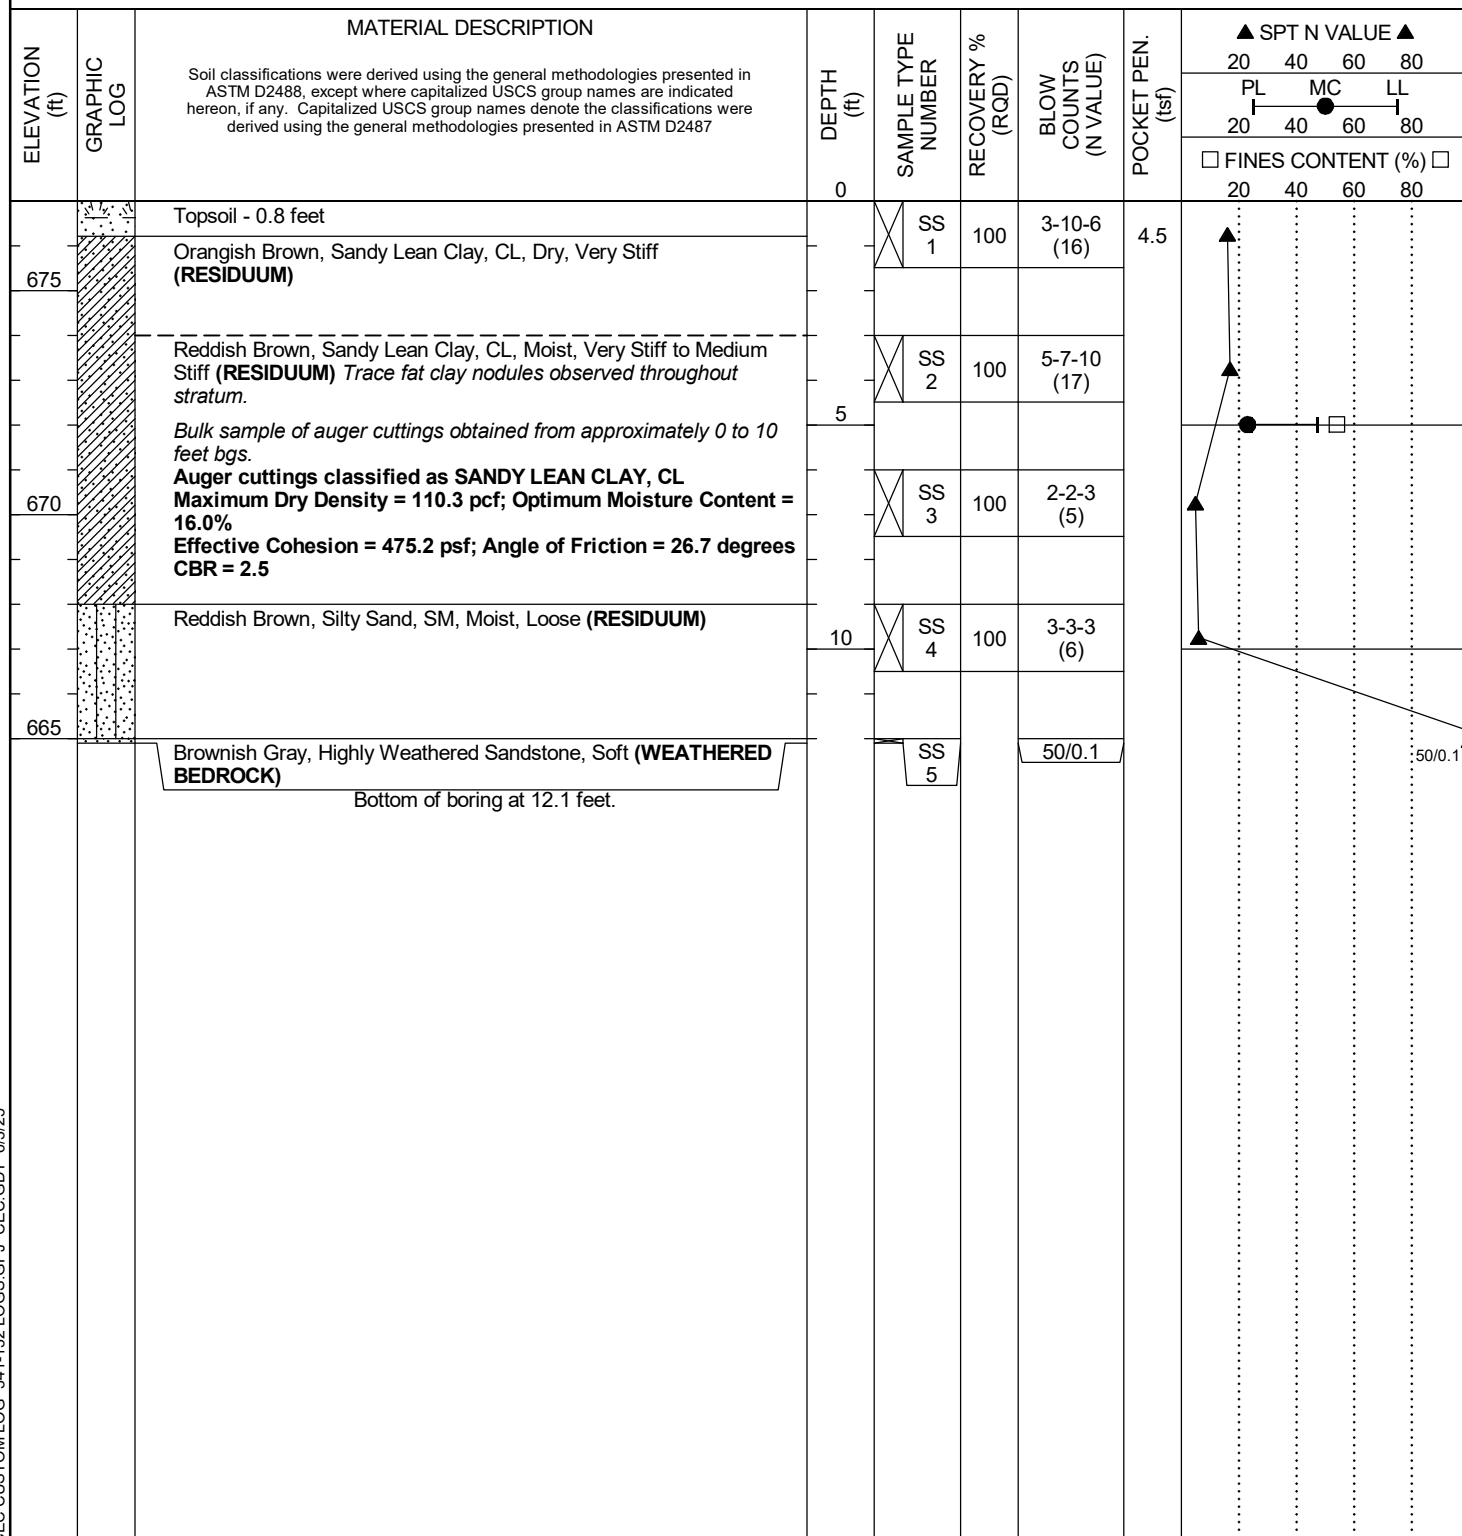 MATERIAL DESCRIPTION
Soil classifications were derived using the general methodologies presented in
ASTM D2488, except where capitalized USCS group names are indicated
hereon, if any. Capitalized USCS group names denote the classifications were
derived using the general methodologies presented in ASTM D2487
ELEVATION
(ft)
GRAPHIC
LOG
DEPTH
(ft)
SAMPLE TYPE
NUMBER
RECOVERY %
(RQD)
BLOW
COUNTS
(N VALUE)
POCKET PEN.
(tsf)
▲ SPT N VALUE ▲
20 40 60 80
PL MC LL
20 40 60 80
□ FINES CONTENT (%) □
20 40 60 80
0
Topsoil - 0.8 feet
SS
1
100
3-10-6
(16)
4.5
Orangish Brown, Sandy Lean Clay, CL, Dry, Very Stiff
(RESIDUUM)
675
Reddish Brown, Sandy Lean Clay, CL, Moist, Very Stiff to Medium
Stiff (RESIDUUM) Trace fat clay nodules observed throughout
stratum.
SS
2
100
5-7-10
(17)
5
Bulk sample of auger cuttings obtained from approximately 0 to 10
feet bgs.
Auger cuttings classified as SANDY LEAN CLAY, CL
Maximum Dry Density = 110.3 pcf; Optimum Moisture Content =
16.0%
Effective Cohesion = 475.2 psf; Angle of Friction = 26.7 degrees
CBR = 2.5
670
SS
3
100
2-2-3
(5)
Reddish Brown, Silty Sand, SM, Moist, Loose (RESIDUUM)
10
SS
4
100
3-3-3
(6)
665
Brownish Gray, Highly Weathered Sandstone, Soft (WEATHERED
BEDROCK)
SS
5
50/0.1
50/0.1
Bottom of boring at 12.1 feet.